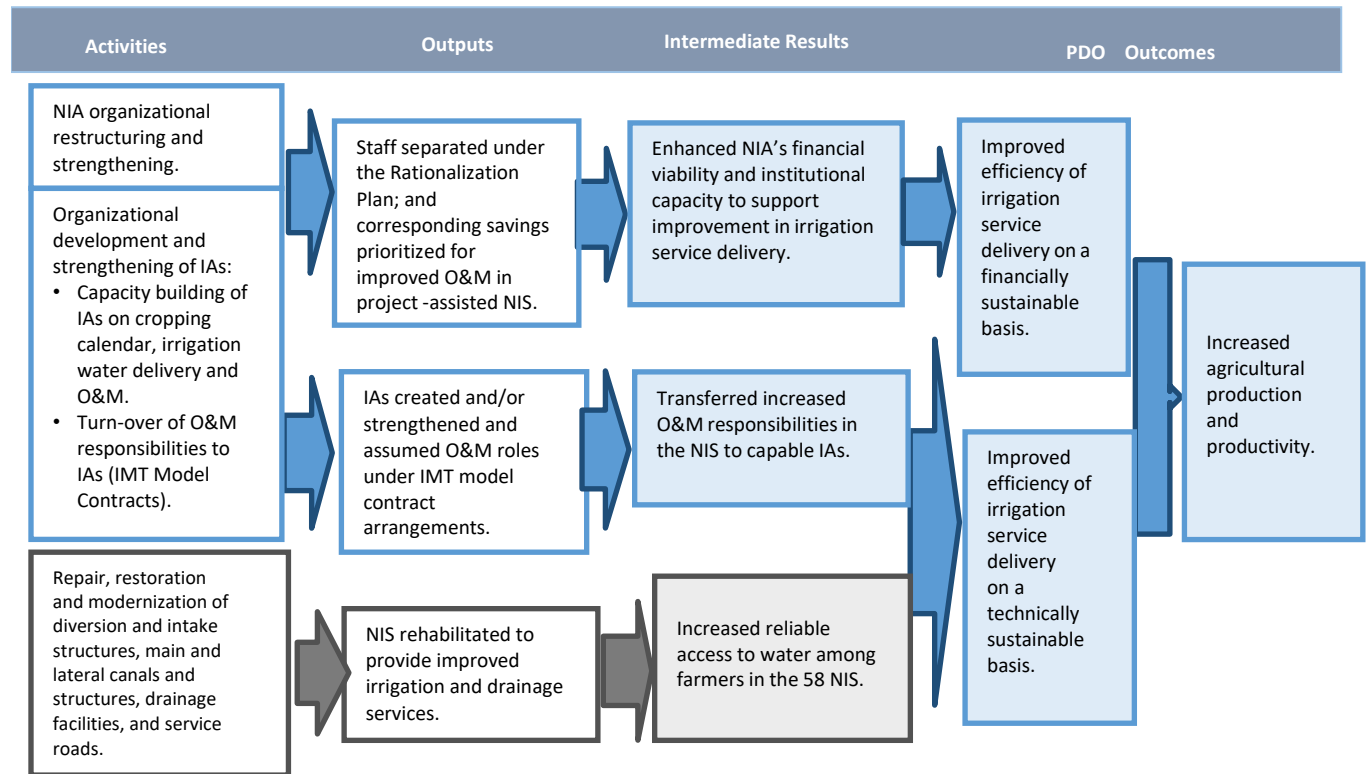 Activities
Outputs
Intermediate Results
PDO Outcomes
NIA organizational
restructuring and
strengthening.
Organizational
development and
strengthening of IAs:
• Capacity building of
IAs on cropping
calendar, irrigation
water delivery and
O&M.
• Turn-over of O&M
responsibilities to
IAs (IMT Model
Contracts).
Repair, restoration
and modernization of
diversion and intake
structures, main and
lateral canals and
structures, drainage
facilities, and service
roads.
Staff separated under
the Rationalization
Plan; and
corresponding savings
prioritized for
improved O&M in
project -assisted NIS.
IAs created and/or
strengthened and
assumed O&M roles
under IMT model
contract
arrangements.
NIS rehabilitated to
provide improved
irrigation and drainage
services.
Enhanced NIA’s financial
viability and institutional
capacity to support
improvement in irrigation
service delivery.
Transferred increased
O&M responsibilities in
the NIS to capable IAs.
Increased reliable
access to water among
farmers in the 58 NIS.
Improved
efficiency of
irrigation
service
delivery on a
financially
sustainable
basis.
Improved
efficiency of
irrigation
service
delivery
on a
technically
sustainable
basis.
Increased
agricultural
production
and
productivity.